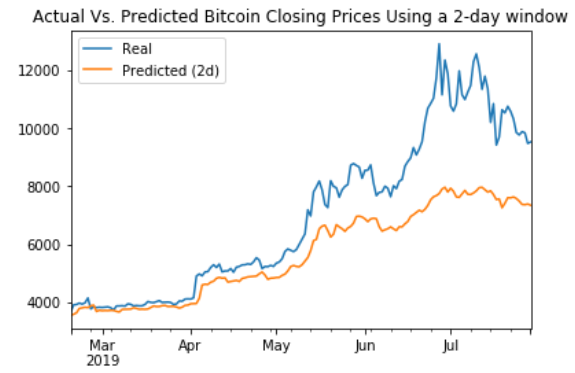 Actual Vs. Predicted Bitcoin Closing Prices Using a 2-day window
Real
Predicted (2d)
12000
10000
8000
6000
4000
Mar Apr May Jun Jul
2019